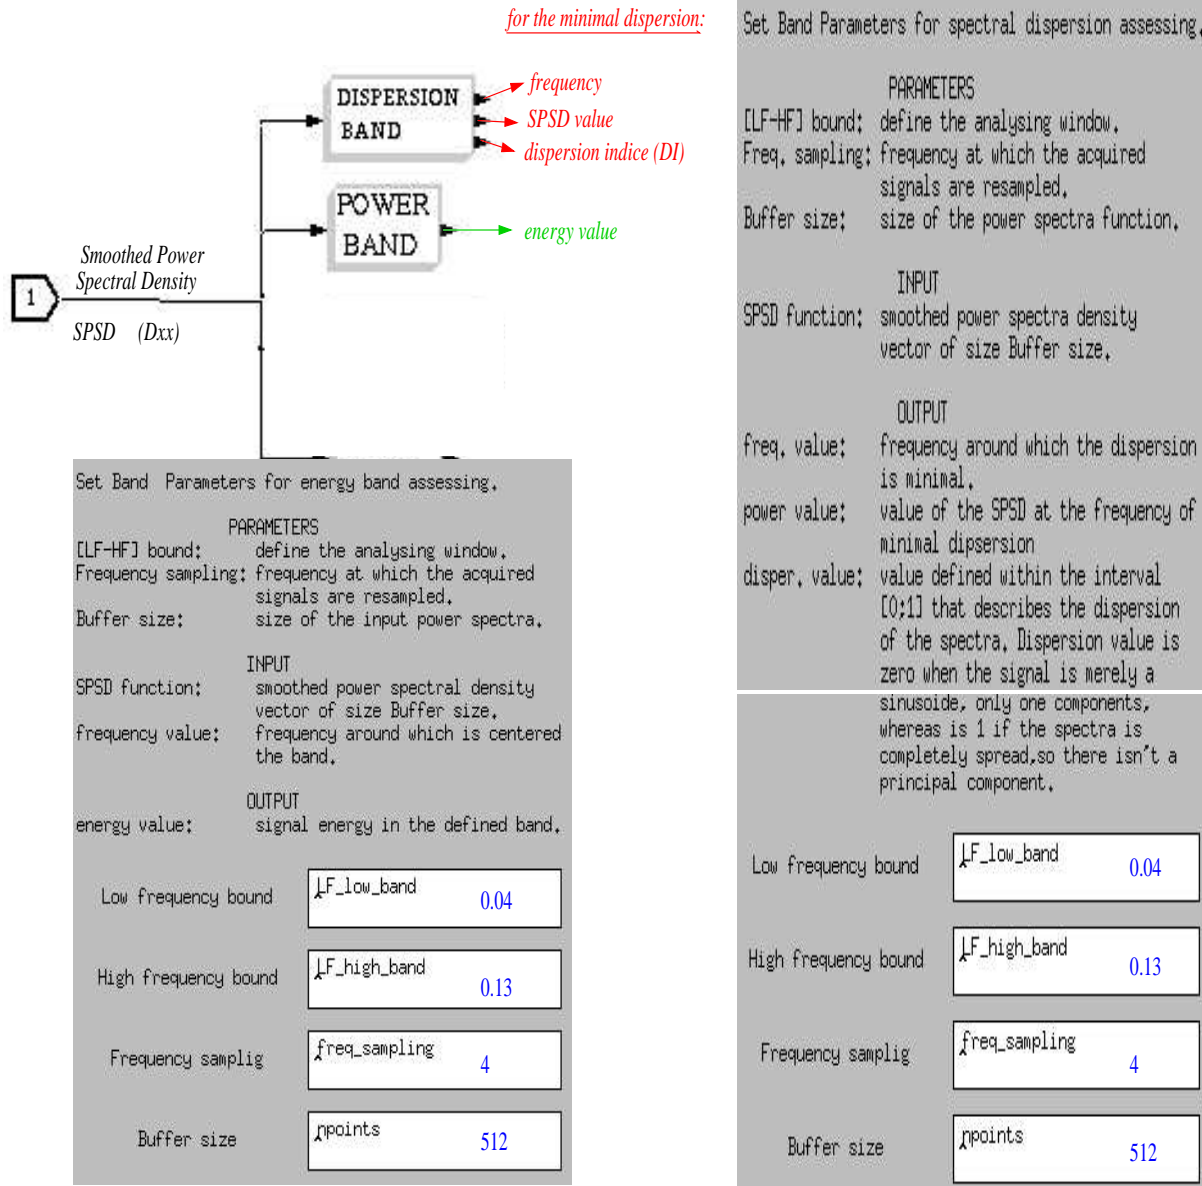 for the minimal dispersion:
DISPERSION
BAND
frequency
SPSD value
dispersion indice (DI)
POWER
BAND
energy value
Smoothed Power
Spectral Density
1
SPSD (Dxx)
Set Band Parameters for energy band assessing.
PARAMETERS
[LF-HF] bound: define the analysing window.
Frequency sampling: frequency at which the acquired
signals are resampled.
Buffer size: size of the input power spectra.
INPUT
SPSD function: smoothed power spectral density
vector of size Buffer size.
frequency value: frequency around which is centered
the band.
OUTPUT
energy value: signal energy in the defined band.
Low frequency bound LF_low_band 0.04
High frequency bound LF_high_band 0.13
Frequency samplig freq_sampling 4
Buffer size npoints 512
Set Band Parameters for spectral dispersion assessing.
PARAMETERS
[LF-HF] bound: define the analysing window.
Freq. sampling: frequency at which the acquired
signals are resampled.
Buffer size: size of the power spectra function.
INPUT
SPSD function: smoothed power spectra density
vector of size Buffer size.
OUTPUT
freq. value: frequency around which the dispersion
is minimal.
power value: value of the SPSD at the frequency of
minimal dipsersion
disper. value: value defined within the interval
[0;1] that describes the dispersion
of the spectra. Dispersion value is
zero when the signal is merely a
sinusoide, only one components,
whereas is 1 if the spectra is
completely spread,so there isn't a
principal component.
Low frequency bound LF_low_band 0.04
High frequency bound LF_high_band 0.13
Frequency samplig freq_sampling 4
Buffer size npoints 512